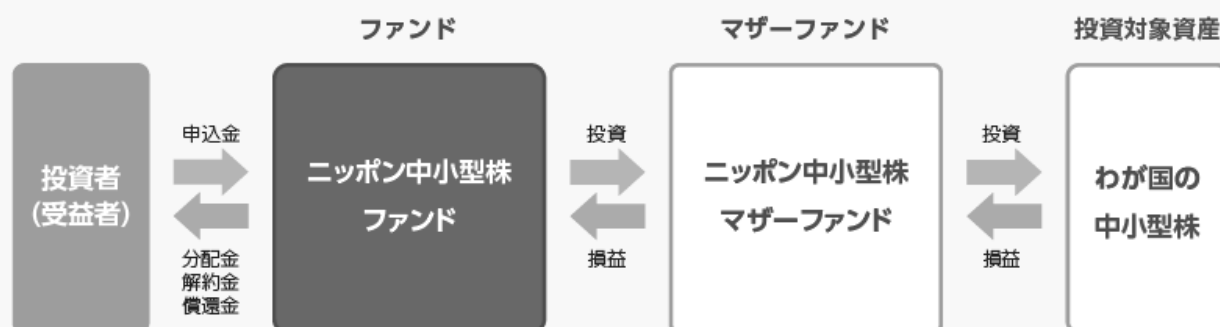 ファンド
マザーファンド
投資対象資産
投資者
(受益者)
申込金
分配金
解約金
償還金
ニッポン中小型株
ファンド
投資
損益
ニッポン中小型株
マザーファンド
投資
損益
わが国の
中小型株